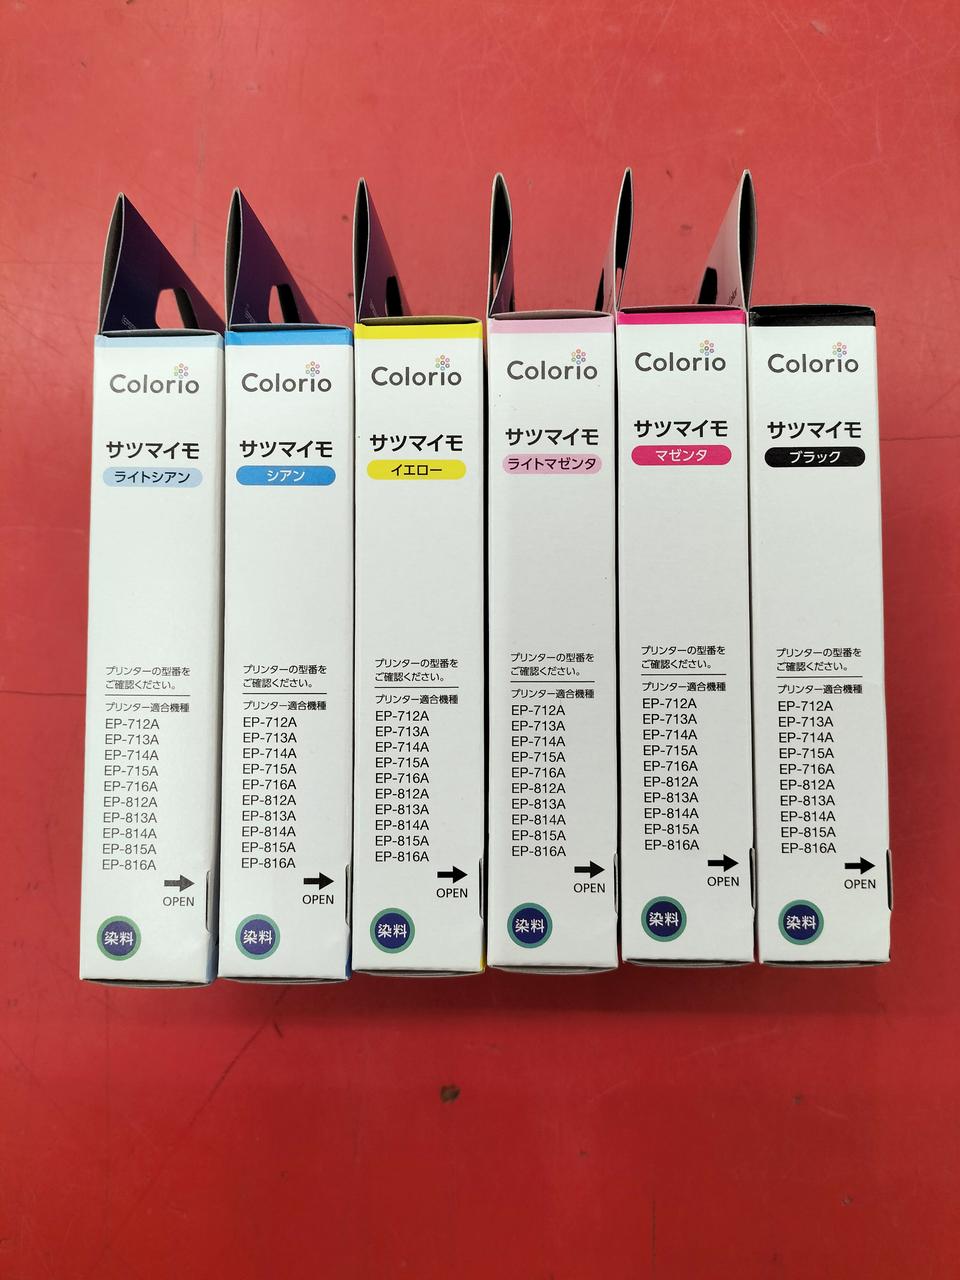 Colorio
サツマイモ
ライトシアン
プリンターの型番を
ご確認ください。
プリンター適合機種
EP-712A
EP-713A
EP-714A
EP-715A
EP-716A
EP-812A
EP-813A
EP-814A
EP-815A
EP-816A
OPEN
染料
Colorio
サツマイモ
シアン
プリンターの型番を
ご確認ください。
プリンター適合機種
EP-712A
EP-713A
EP-714A
EP-715A
EP-716A
EP-812A
EP-813A
EP-814A
EP-815A
EP-816A
OPEN
染料
Colorio
サツマイモ
イエロー
プリンターの型番を
ご確認ください。
プリンター適合機種
EP-712A
EP-713A
EP-714A
EP-715A
EP-716A
EP-812A
EP-813A
EP-814A
EP-815A
EP-816A
OPEN
染料
Colorio
サツマイモ
ライトマゼンタ
プリンターの型番を
ご確認ください。
プリンター適合機種
EP-712A
EP-713A
EP-714A
EP-715A
EP-716A
EP-812A
EP-813A
EP-814A
EP-815A
EP-816A
OPEN
染料
Colorio
サツマイモ
マゼンタ
プリンターの型番を
ご確認ください。
プリンター適合機種
EP-712A
EP-713A
EP-714A
EP-715A
EP-716A
EP-812A
EP-813A
EP-814A
EP-815A
EP-816A
OPEN
染料
Colorio
サツマイモ
ブラック
プリンターの型番を
ご確認ください。
プリンター適合機種
EP-712A
EP-713A
EP-714A
EP-715A
EP-716A
EP-812A
EP-813A
EP-814A
EP-815A
EP-816A
OPEN
染料